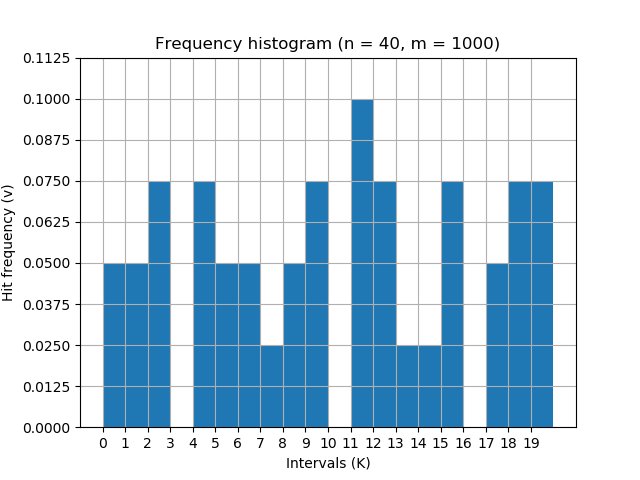 Frequency histogram (n = 40, m = 1000)
0.1125
0.1000
0.0875
0.0750
0.0625
0.0500
0.0375
0.0250
0.0125
0.0000
Hit frequency (v)
0 1 2 3 4 5 6 7 8 9 10 11 12 13 14 15 16 17 18 19
Intervals (K)